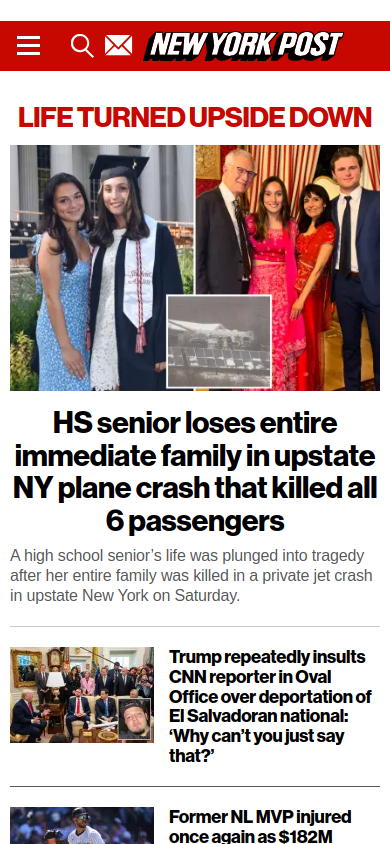 NEW YORK POST
LIFE TURNED UPSIDE DOWN
HS senior loses entire
immediate family in upstate
NY plane crash that killed all
6 passengers
A high school senior’s life was plunged into tragedy
after her entire family was killed in a private jet crash
in upstate New York on Saturday.
Trump repeatedly insults
CNN reporter in Oval
Office over deportation of
El Salvadoran national:
‘Why can’t you just say
that?’
Former NL MVP injured
once again as $182M